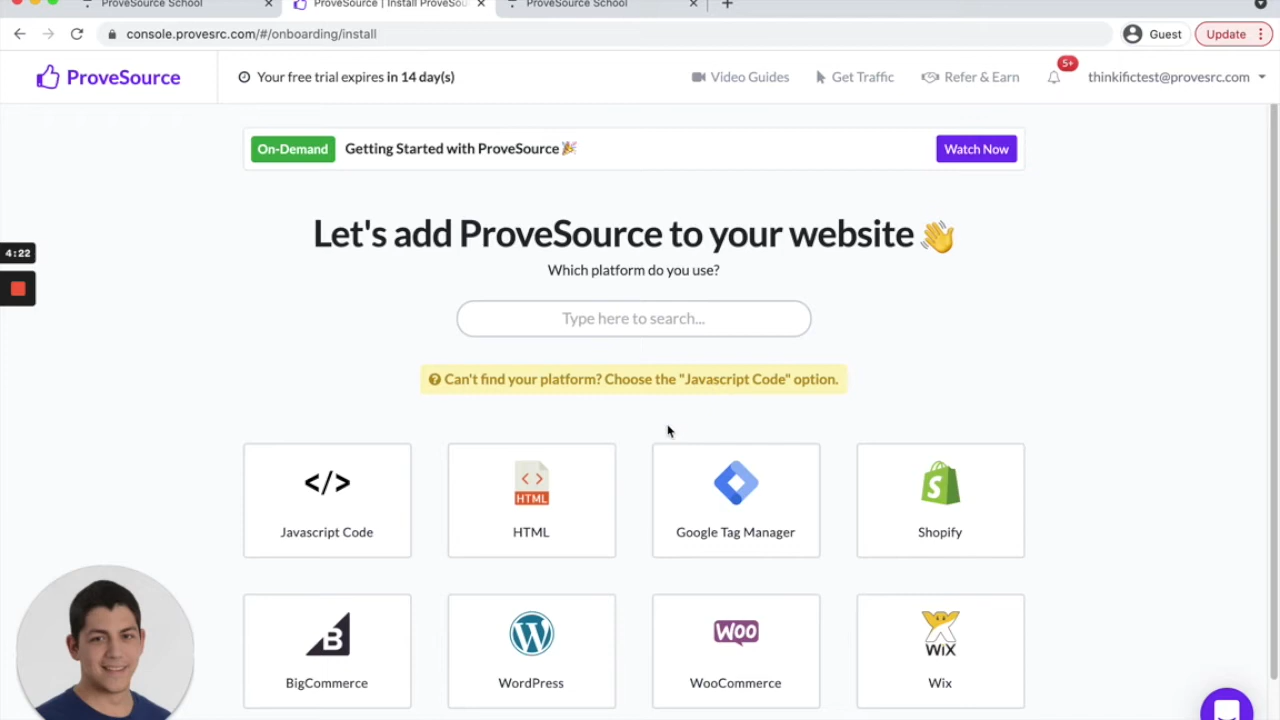 ProveSource School
ProveSource | Install ProveSou
ProveSource School
console.provesrc.com/#/onboarding/install
Guest
Update
ProveSource
Your free trial expires in 14 day(s)
Video Guides
Get Traffic
Refer & Earn
5+
thinkifictest@provesrc.com
On-Demand
Getting Started with ProveSource
Watch Now
Let's add ProveSource to your website
4:22
Which platform do you use?
Type here to search...
Can't find your platform? Choose the "Javascript Code" option.
</>
<> HTML
S
Javascript Code
HTML
Google Tag Manager
Shopify
B
W
WOO
WiX
BigCommerce
WordPress
WooCommerce
Wix